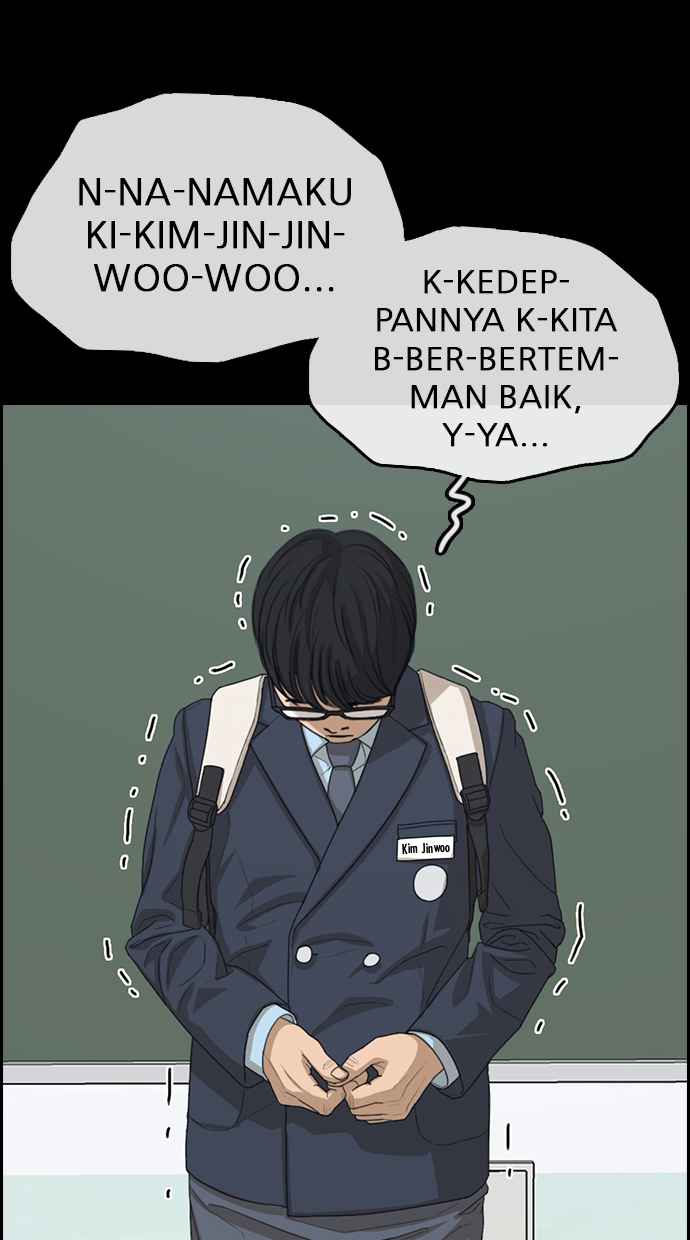 N-NA-NAMAKU
KI-KIM-JIN-JIN-
WOO-WOO...
K-KEDEP-
PANNYA K-KITA
B-BER-BERTEM-
MAN BAIK,
Y-YA...
Kim Jinwoo